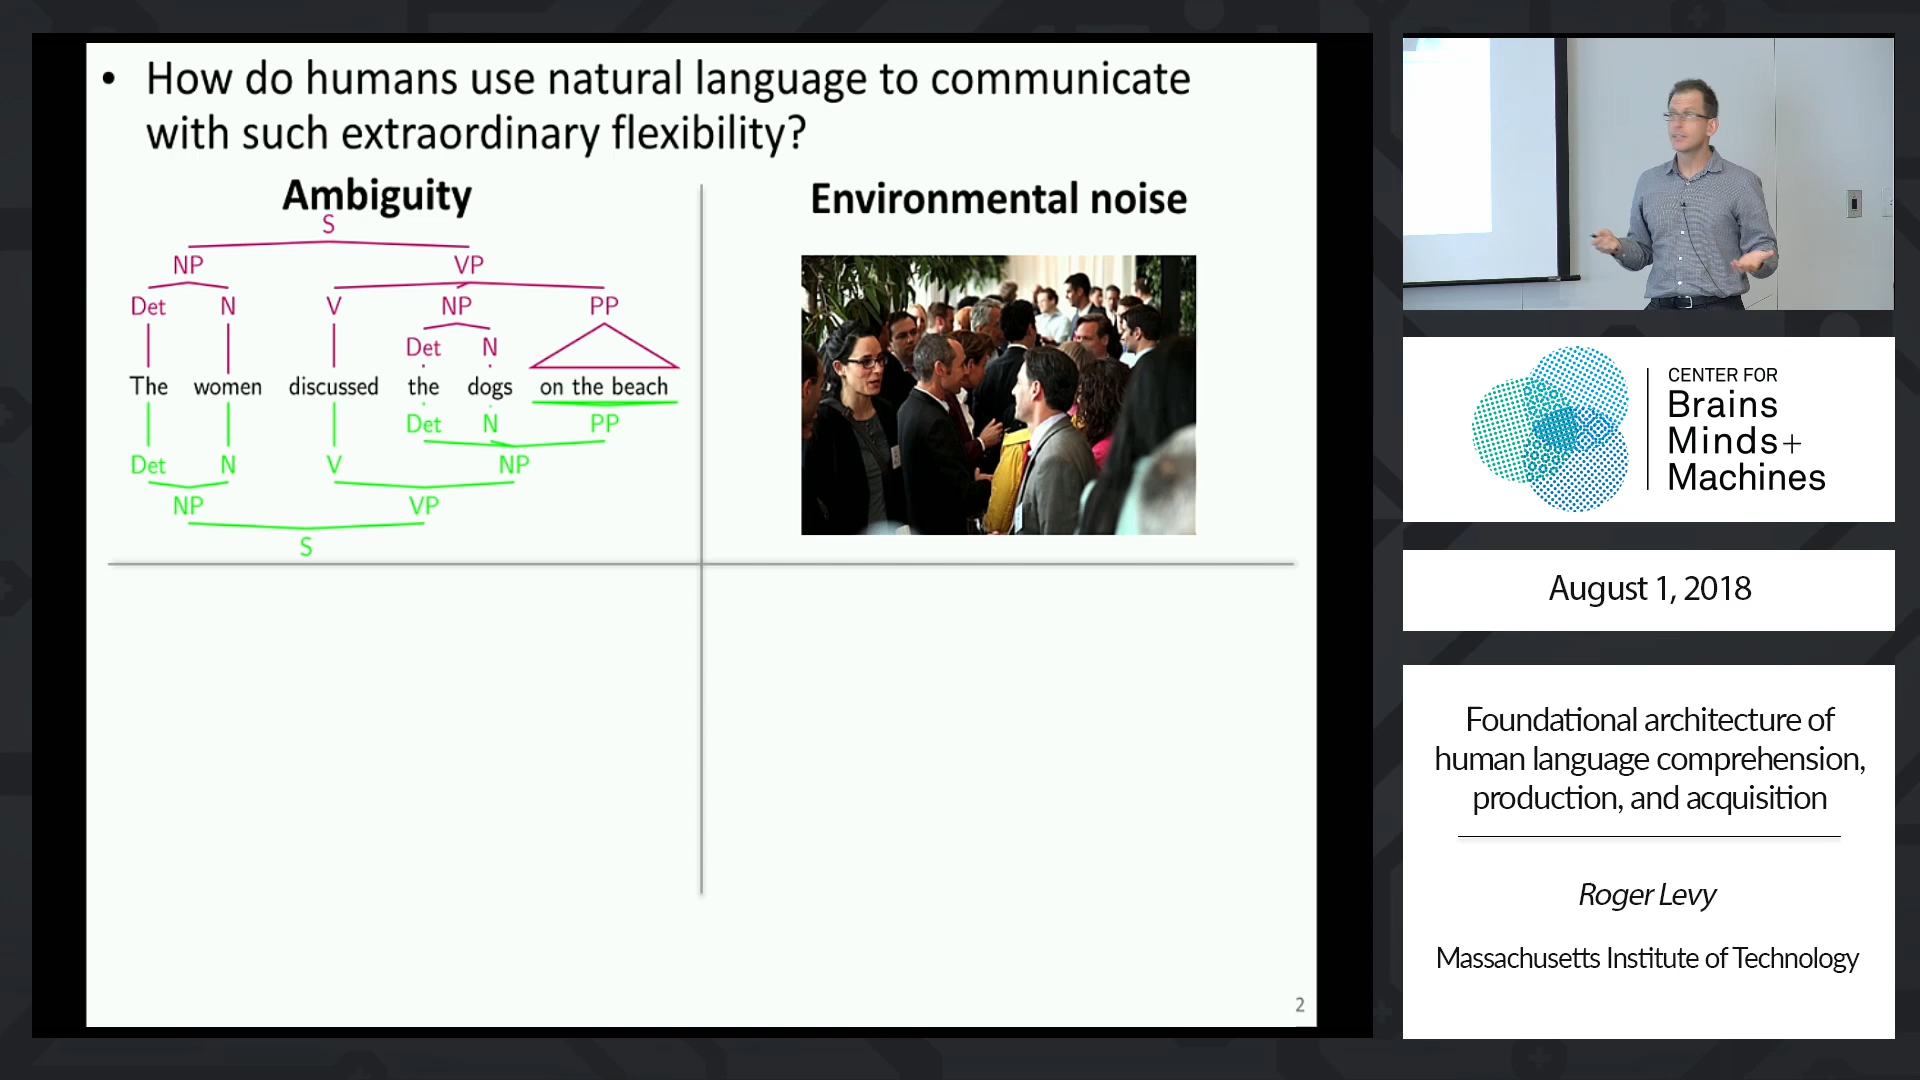 • How do humans use natural language to communicate
with such extraordinary flexibility?
Ambiguity
S
NP VP
Det N V NP PP
Det N
The women discussed the dogs on the beach
Det N PP
Det N V NP
NP VP
S
Environmental noise
2
CENTER FOR
Brains
Minds+
Machines
August 1, 2018
Foundational architecture of
human language comprehension,
production, and acquisition
Roger Levy
Massachusetts Institute of Technology